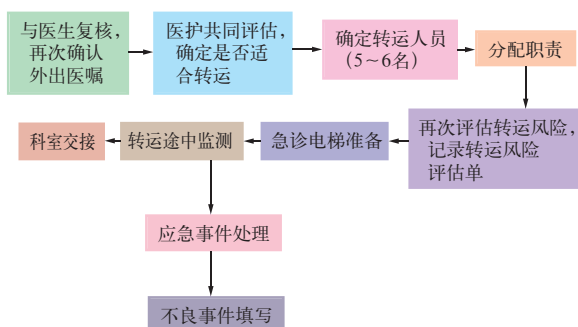 与医生复核，
再次确认
外出医嘱
医护共同评估，
确定是否适
合转运
确定转运人员
（5～6名）
分配职责
再次评估转运风险，
记录转运风险
评估单
急诊电梯准备
转运途中监测
科室交接
应急事件处理
不良事件填写